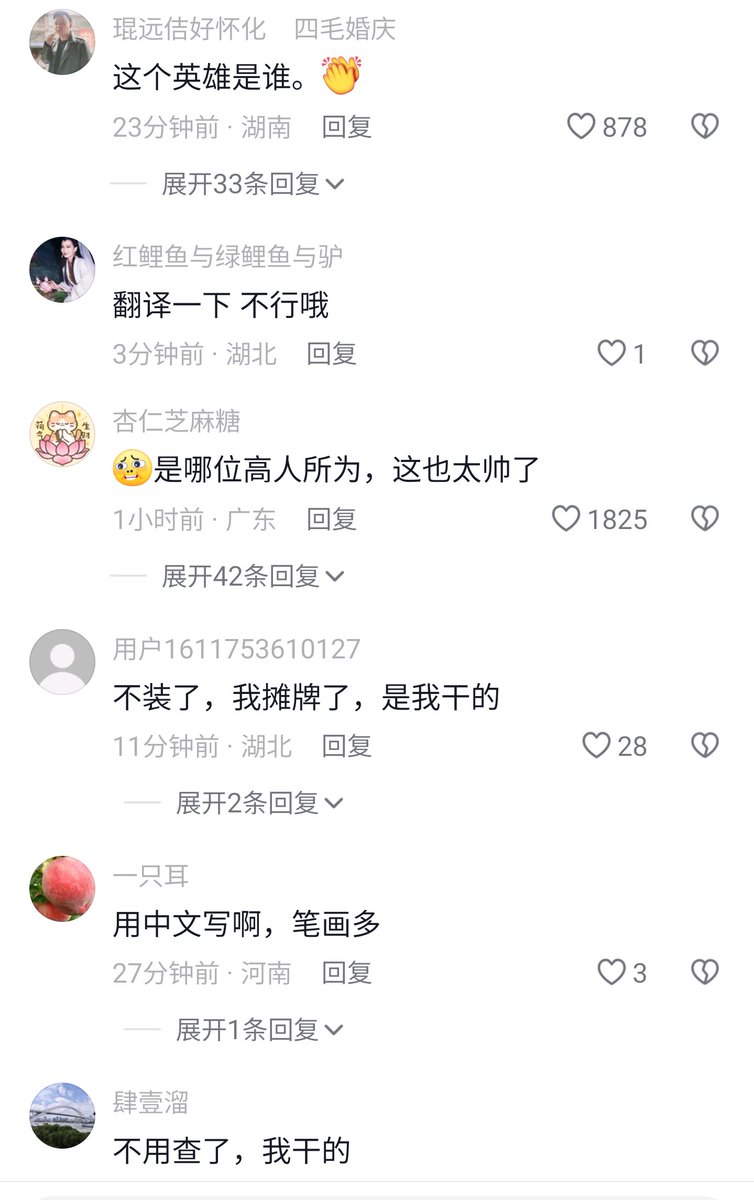 琨远佶好怀化　四毛婚庆
这个英雄是谁。👏
23分钟前 · 湖南 回复 878
展开33条回复
红鲤鱼与绿鲤鱼与驴
翻译一下 不行哦
3分钟前 · 湖北 回复 1
杏仁芝麻糖
是哪位高人所为，这也太帅了
1小时前 · 广东 回复 1825
展开42条回复
用户1611753610127
不装了，我摊牌了，是我干的
11分钟前 · 湖北 回复 28
展开2条回复
一只耳
用中文写啊，笔画多
27分钟前 · 河南 回复 3
展开1条回复
肆壹溜
不用查了，我干的